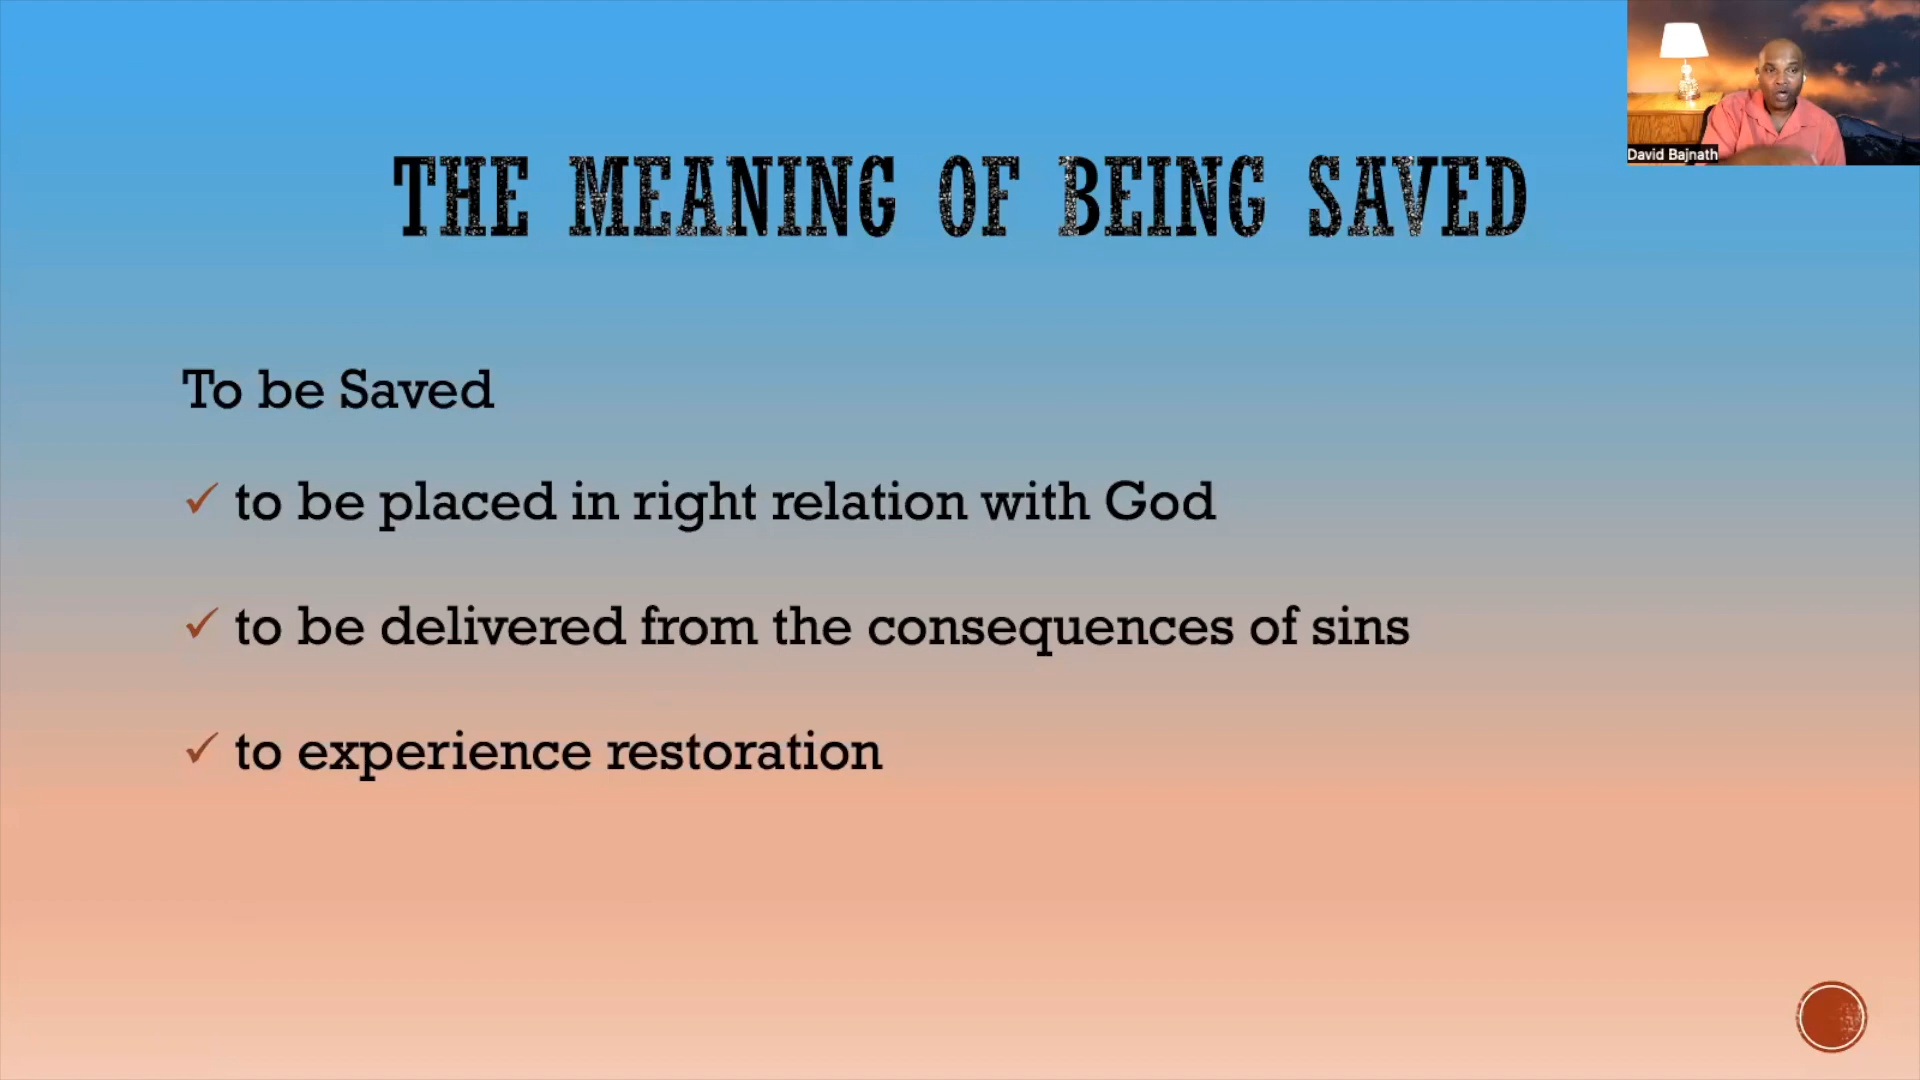 David Bajnath
THE MEANING OF BEING SAVED
To be Saved
✓ to be placed in right relation with God
✓ to be delivered from the consequences of sins
✓ to experience restoration